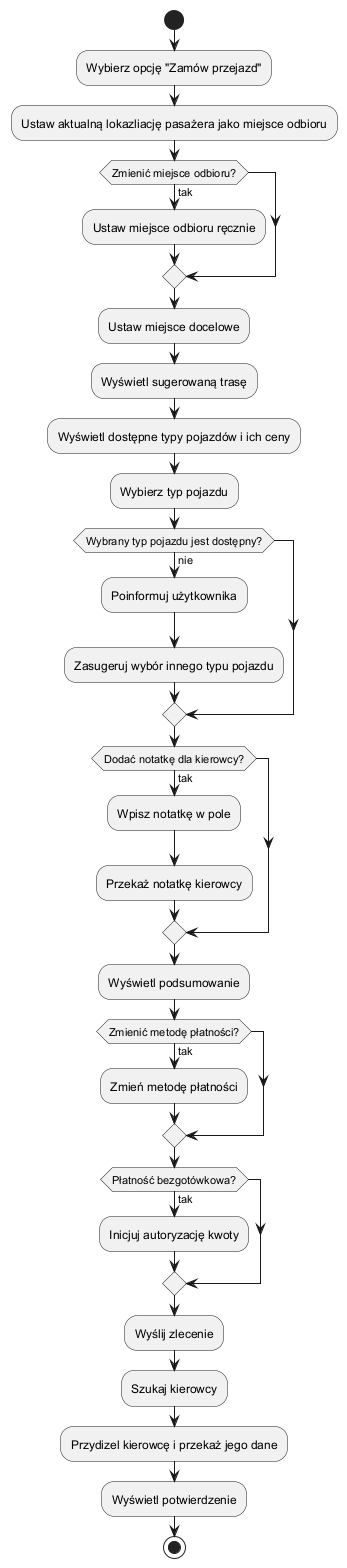 Wybierz opcję "Zamów przejazd"
Ustaw aktualną lokazliację pasażera jako miejsce odbioru
Zmienić miejsce odbioru?
tak
Ustaw miejsce odbioru ręcznie
Ustaw miejsce docelowe
Wyświetl sugerowaną trasę
Wyświetl dostępne typy pojazdów i ich ceny
Wybierz typ pojazdu
Wybrany typ pojazdu jest dostępny?
nie
Poinformuj użytkownika
Zasugeruj wybór innego typu pojazdu
Dodać notatkę dla kierowcy?
tak
Wpisz notatkę w pole
Przekaż notatkę kierowcy
Wyświetl podsumowanie
Zmienić metodę płatności?
tak
Zmień metodę płatności
Płatność bezgotówkowa?
tak
Inicjuj autoryzację kwoty
Wyślij zlecenie
Szukaj kierowcy
Przydizel kierowcę i przekaż jego dane
Wyświetl potwierdzenie